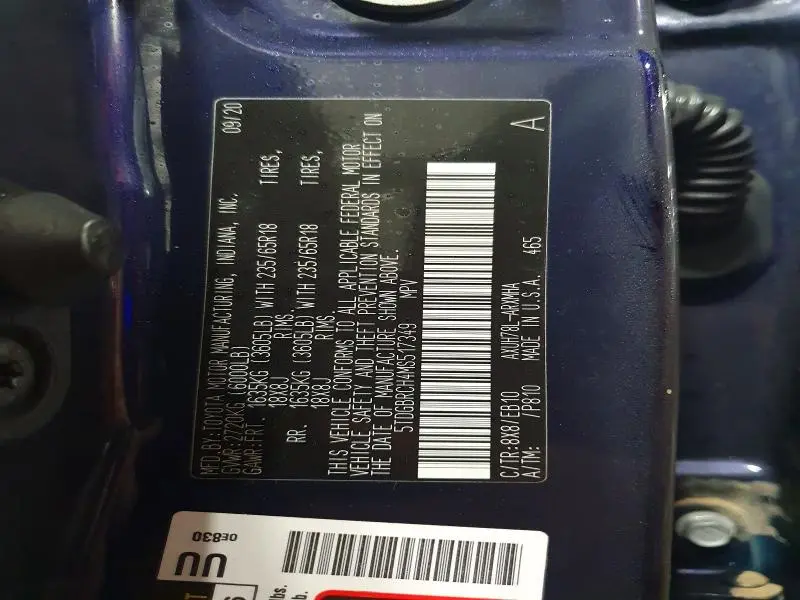 MFD.BY: TOYOTA MOTOR MANUFACTURING, INDIANA, INC. 09/20
GVWR-2720KG (6000LB)
GAWR:FRT. 1635KG (3605LB) WITH 235/65R18 TIRES,
18X8J RIMS.
RR. 1635KG (3605LB) WITH 235/65R18 TIRES,
18X8J RIMS.
THIS VEHICLE CONFORMS TO ALL APPLICABLE FEDERAL MOTOR
VEHICLE SAFETY AND THEFT PREVENTION STANDARDS IN EFFECT ON
THE DATE OF MANUFACTURE SHOWN ABOVE.
5TDGBRCH4MS517349 MPV
C/TR:8X8/EB10 AXUH78L-ARXMHA A
A/TM: /P810 MADE IN U.S.A. 465
0E830
UU
lbs.
b.